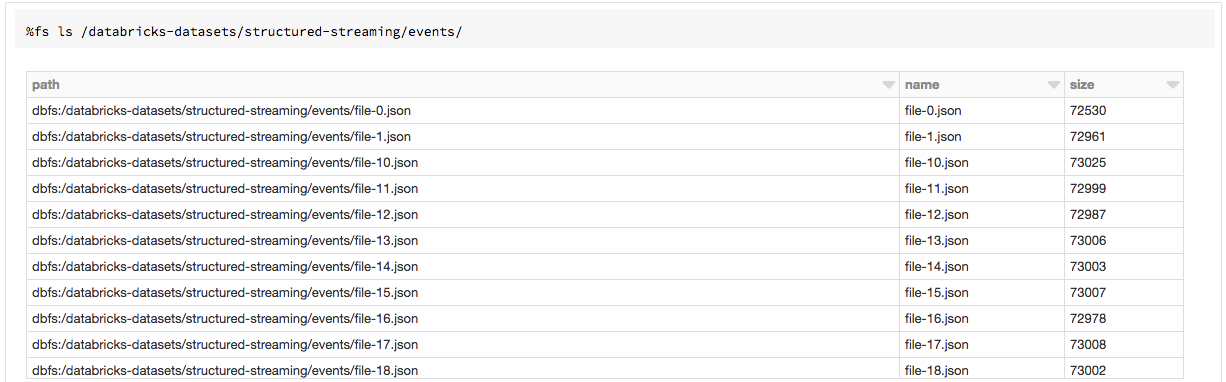 %fs ls /databricks-datasets/structured-streaming/events/
path name size
dbfs:/databricks-datasets/structured-streaming/events/file-0.json file-0.json 72530
dbfs:/databricks-datasets/structured-streaming/events/file-1.json file-1.json 72961
dbfs:/databricks-datasets/structured-streaming/events/file-10.json file-10.json 73025
dbfs:/databricks-datasets/structured-streaming/events/file-11.json file-11.json 72999
dbfs:/databricks-datasets/structured-streaming/events/file-12.json file-12.json 72987
dbfs:/databricks-datasets/structured-streaming/events/file-13.json file-13.json 73006
dbfs:/databricks-datasets/structured-streaming/events/file-14.json file-14.json 73003
dbfs:/databricks-datasets/structured-streaming/events/file-15.json file-15.json 73007
dbfs:/databricks-datasets/structured-streaming/events/file-16.json file-16.json 72978
dbfs:/databricks-datasets/structured-streaming/events/file-17.json file-17.json 73008
dbfs:/databricks-datasets/structured-streaming/events/file-18.json file-18.json 73002